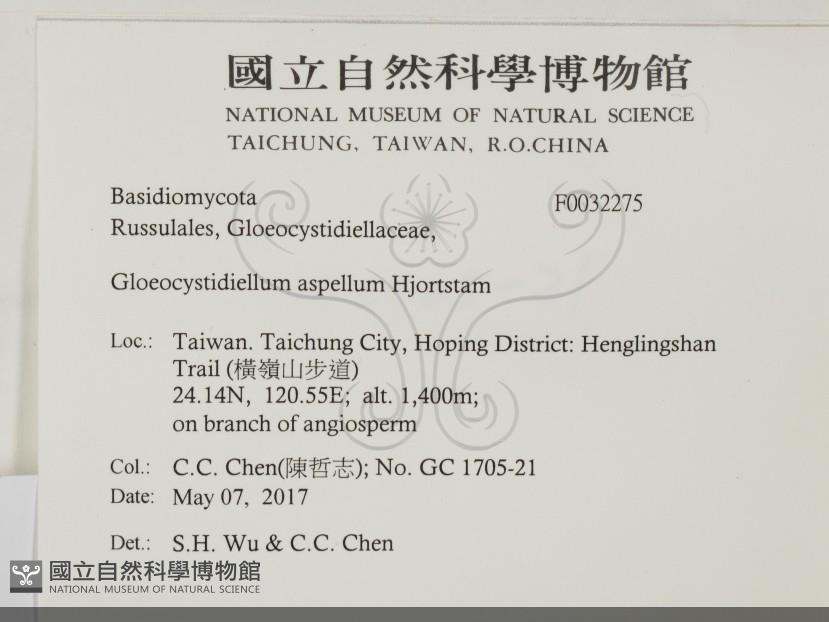 國立自然科學博物館
NATIONAL MUSEUM OF NATURAL SCIENCE
TAICHUNG, TAIWAN, R.O.CHINA
Basidiomycota F0032275
Russulales, Gloeocystidiellaceae,
Gloeocystidiellum aspellum Hjortstam
Loc.: Taiwan. Taichung City, Hoping District: Henglingshan
Trail (橫嶺山步道)
24.14N, 120.55E; alt. 1,400m;
on branch of angiosperm
Col.: C.C. Chen(陳哲志); No. GC 1705-21
Date: May 07, 2017
Det.: S.H. Wu & C.C. Chen
國立自然科學博物館
NATIONAL MUSEUM OF NATURAL SCIENCE